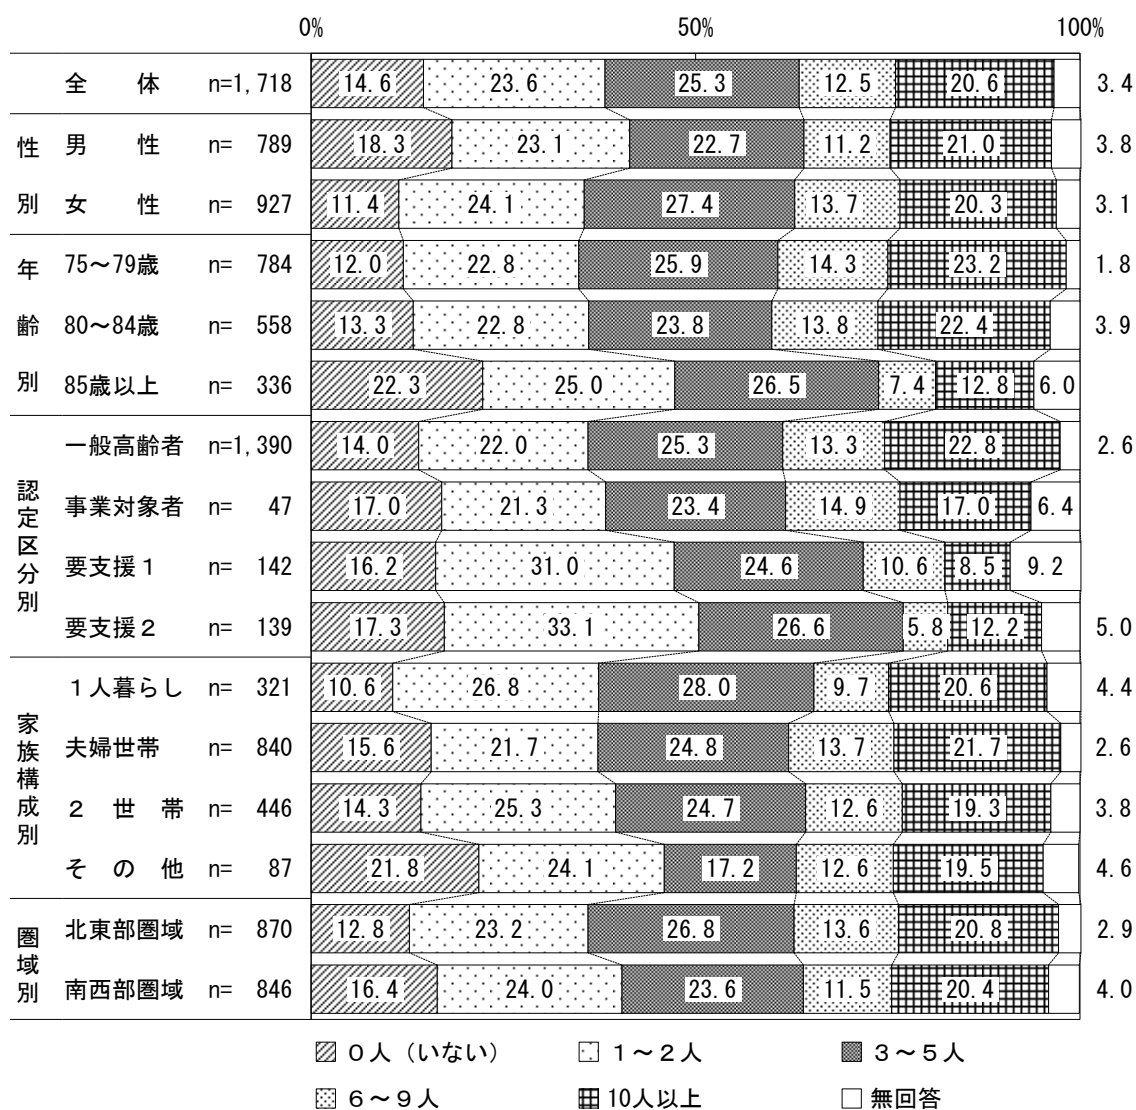 0% 50% 100%
全体 n=1,718 14.6 23.6 25.3 12.5 20.6 3.4
性別
男性 n= 789 18.3 23.1 22.7 11.2 21.0 3.8
女性 n= 927 11.4 24.1 27.4 13.7 20.3 3.1
年齢別
75～79歳 n= 784 12.0 22.8 25.9 14.3 23.2 1.8
80～84歳 n= 558 13.3 22.8 23.8 13.8 22.4 3.9
85歳以上 n= 336 22.3 25.0 26.5 7.4 12.8 6.0
認定区分別
一般高齢者 n=1,390 14.0 22.0 25.3 13.3 22.8 2.6
事業対象者 n= 47 17.0 21.3 23.4 14.9 17.0 6.4
要支援１ n= 142 16.2 31.0 24.6 10.6 8.5 9.2
要支援２ n= 139 17.3 33.1 26.6 5.8 12.2 5.0
家族構成別
１人暮らし n= 321 10.6 26.8 28.0 9.7 20.6 4.4
夫婦世帯 n= 840 15.6 21.7 24.8 13.7 21.7 2.6
２世帯 n= 446 14.3 25.3 24.7 12.6 19.3 3.8
その他 n= 87 21.8 24.1 17.2 12.6 19.5 4.6
圏域別
北東部圏域 n= 870 12.8 23.2 26.8 13.6 20.8 2.9
南西部圏域 n= 846 16.4 24.0 23.6 11.5 20.4 4.0
０人（いない） １～２人 ３～５人
６～９人 10人以上 無回答